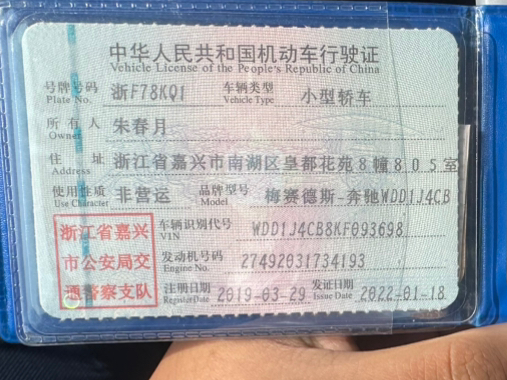 中华人民共和国机动车行驶证
Vehicle License of the People's Republic of China
号牌号码 浙F78KQ1 车辆类型 小型轿车
Plate No. Vehicle Type
所有人 朱春月
Owner
住址 浙江省嘉兴市南湖区皇都花苑8幢805室
Address
使用性质 非营运 品牌型号 梅赛德斯-奔驰WDD1J4CB
Use Character Model
浙江省嘉兴市公安局交通警察支队
车辆识别代号 WDD1J4CB8KF093698
VIN
发动机号码 27492031734193
Engine No.
注册日期 2019-03-29 发证日期 2022-01-18
Register Date Issue Date